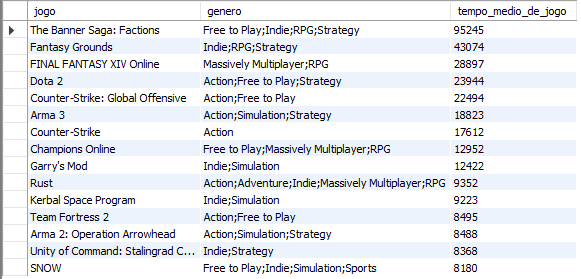 jogo genero tempo_medio_de_jogo
The Banner Saga: Factions Free to Play;Indie;RPG;Strategy 95245
Fantasy Grounds Indie;RPG;Strategy 43074
FINAL FANTASY XIV Online Massively Multiplayer;RPG 28897
Dota 2 Action;Free to Play;Strategy 23944
Counter-Strike: Global Offensive Action;Free to Play 22494
Arma 3 Action;Simulation;Strategy 18823
Counter-Strike Action 17612
Champions Online Free to Play;Massively Multiplayer;RPG 12952
Garry's Mod Indie;Simulation 12422
Rust Action;Adventure;Indie;Massively Multiplayer;RPG 9352
Kerbal Space Program Indie;Simulation 9223
Team Fortress 2 Action;Free to Play 8495
Arma 2: Operation Arrowhead Action;Simulation;Strategy 8488
Unity of Command: Stalingrad C... Indie;Strategy 8368
SNOW Free to Play;Indie;Simulation;Sports 8180